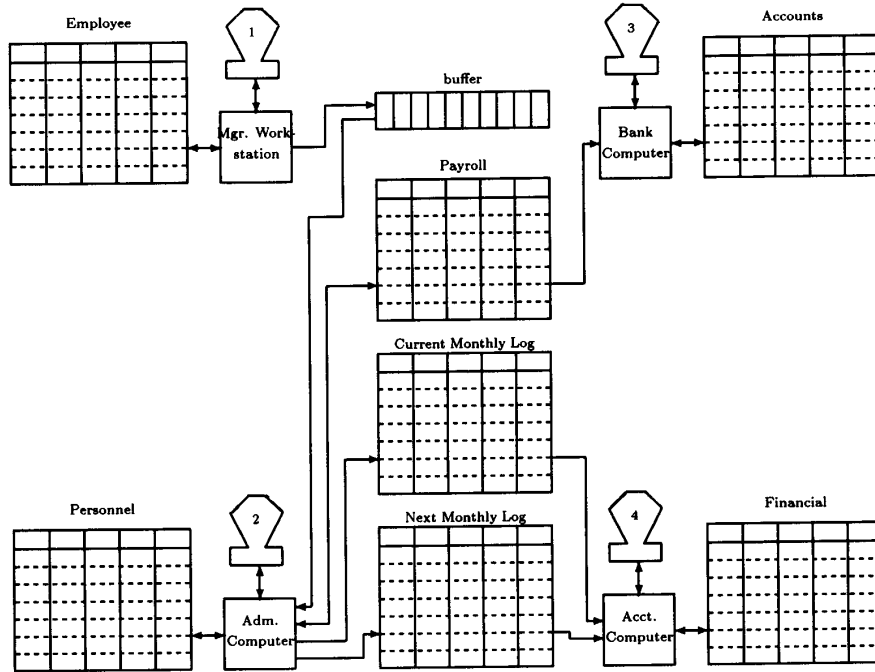 Employee
1
3
Accounts
buffer
Mgr. Work-
station
Bank
Computer
Payroll
Current Monthly Log
Personnel
2
Next Monthly Log
4
Financial
Adm.
Computer
Acct.
Computer